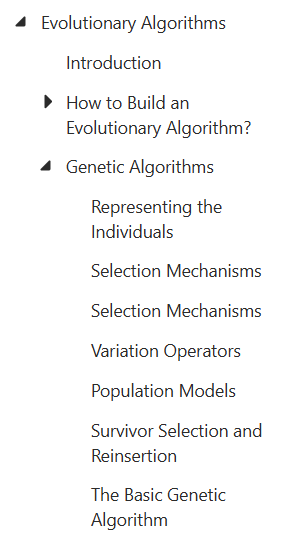 Evolutionary Algorithms
Introduction
How to Build an
Evolutionary Algorithm?
Genetic Algorithms
Representing the
Individuals
Selection Mechanisms
Selection Mechanisms
Variation Operators
Population Models
Survivor Selection and
Reinsertion
The Basic Genetic
Algorithm